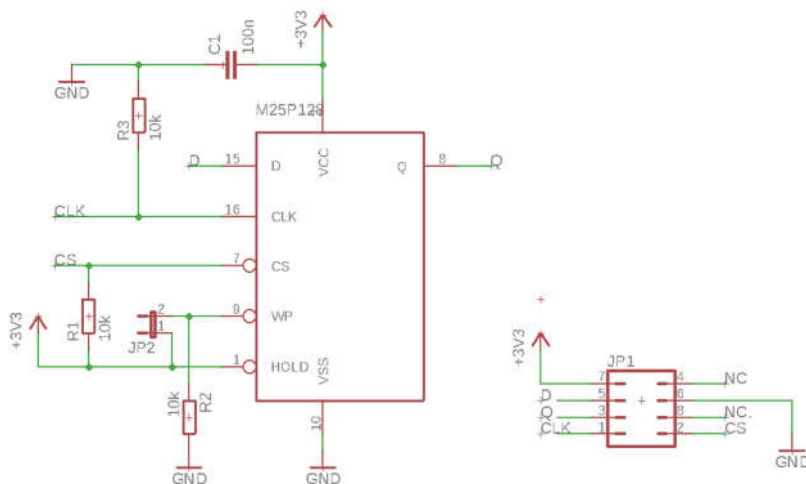 +3V3
C1
100n
GND
M25P128
R3
10k
D
15
D
VCC
Q
8
Q
CLK
16
CLK
CS
7
CS
+3V3
R1
10k
2
1
JP2
9
WP
1
HOLD
VSS
10k
R2
10
GND
GND
+3V3
JP1
7
4
NC
D
5
6
Q
3
8
NC.
CLK
1
2
CS
GND